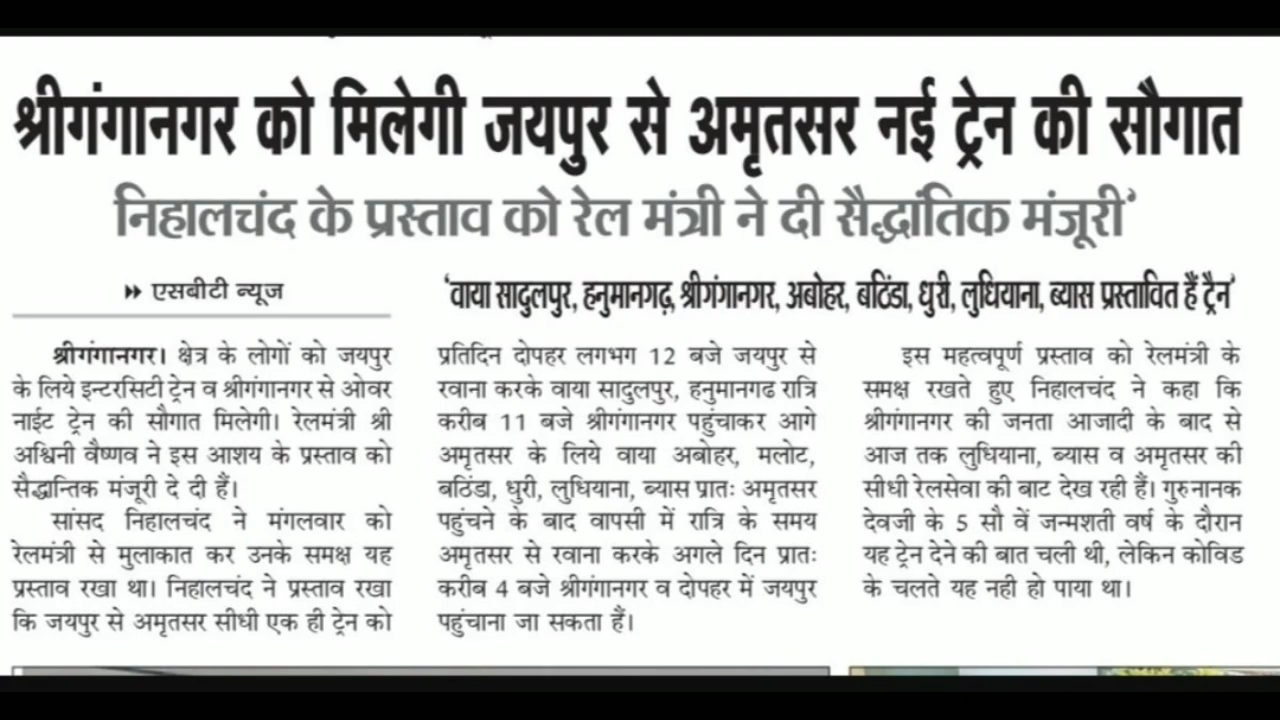 श्रीगंगानगर को मिलेगी जयपुर से अमृतसर नई ट्रेन की सौगात
निहालचंद के प्रस्ताव को रेल मंत्री ने दी सैद्धांतिक मंजूरी’
एसबीटी न्यूज
‘वाया सादुलपुर, हनुमानगढ़, श्रीगंगानगर, अबोहर, बठिंडा, धुरी, लुधियाना, ब्यास प्रस्तावित हैं ट्रैन’
श्रीगंगानगर। क्षेत्र के लोगों को जयपुर
के लिये इन्टरसिटी ट्रेन व श्रीगंगानगर से ओवर
नाईट ट्रेन की सौगात मिलेगी। रेलमंत्री श्री
अश्विनी वैष्णव ने इस आशय के प्रस्ताव को
सैद्धान्तिक मंजूरी दे दी हैं।
सांसद निहालचंद ने मंगलवार को
रेलमंत्री से मुलाकात कर उनके समक्ष यह
प्रस्ताव रखा था। निहालचंद ने प्रस्ताव रखा
कि जयपुर से अमृतसर सीधी एक ही ट्रेन को
प्रतिदिन दोपहर लगभग 12 बजे जयपुर से
रवाना करके वाया सादुलपुर, हनुमानगढ रात्रि
करीब 11 बजे श्रीगंगानगर पहुंचाकर आगे
अमृतसर के लिये वाया अबोहर, मलोट,
बठिंडा, धुरी, लुधियाना, ब्यास प्रातः अमृतसर
पहुंचने के बाद वापसी में रात्रि के समय
अमृतसर से रवाना करके अगले दिन प्रातः
करीब 4 बजे श्रीगंगानगर व दोपहर में जयपुर
पहुंचाना जा सकता हैं।
इस महत्वपूर्ण प्रस्ताव को रेलमंत्री के
समक्ष रखते हुए निहालचंद ने कहा कि
श्रीगंगानगर की जनता आजादी के बाद से
आज तक लुधियाना, ब्यास व अमृतसर की
सीधी रेलसेवा की बाट देख रही हैं। गुरुनानक
देवजी के 5 सौ वें जन्मशती वर्ष के दौरान
यह ट्रेन देने की बात चली थी, लेकिन कोविड
के चलते यह नही हो पाया था।